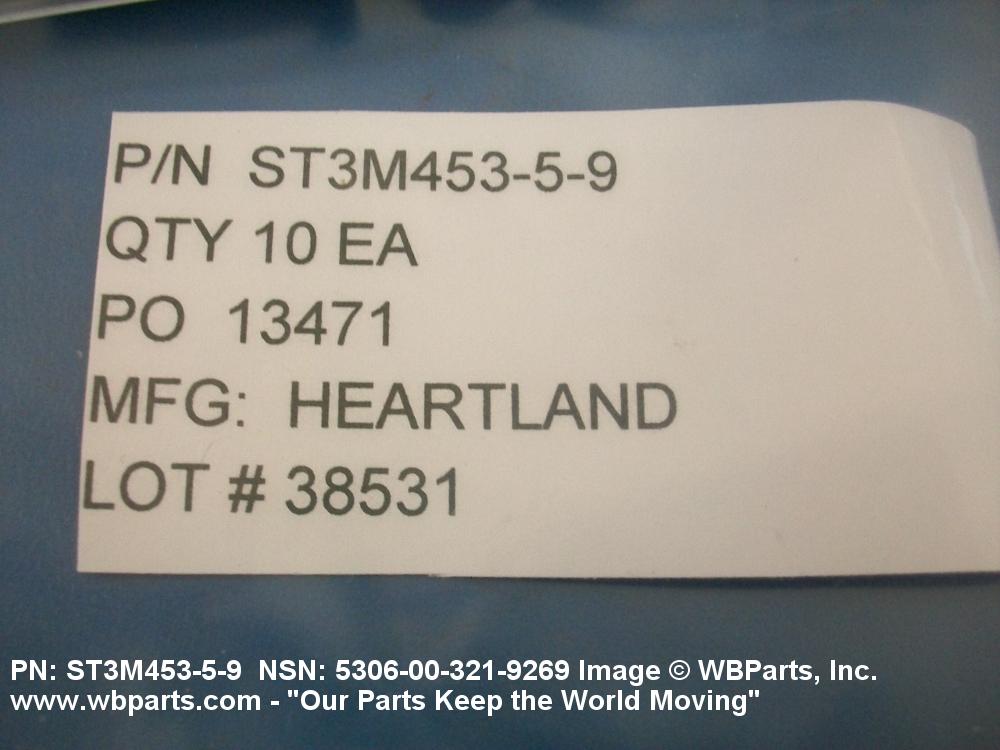 P/N ST3M453-5-9
QTY 10 EA
PO 13471
MFG: HEARTLAND
LOT # 38531
PN: ST3M453-5-9 NSN: 5306-00-321-9269 Image © WBParts, Inc.
www.wbparts.com - "Our Parts Keep the World Moving"